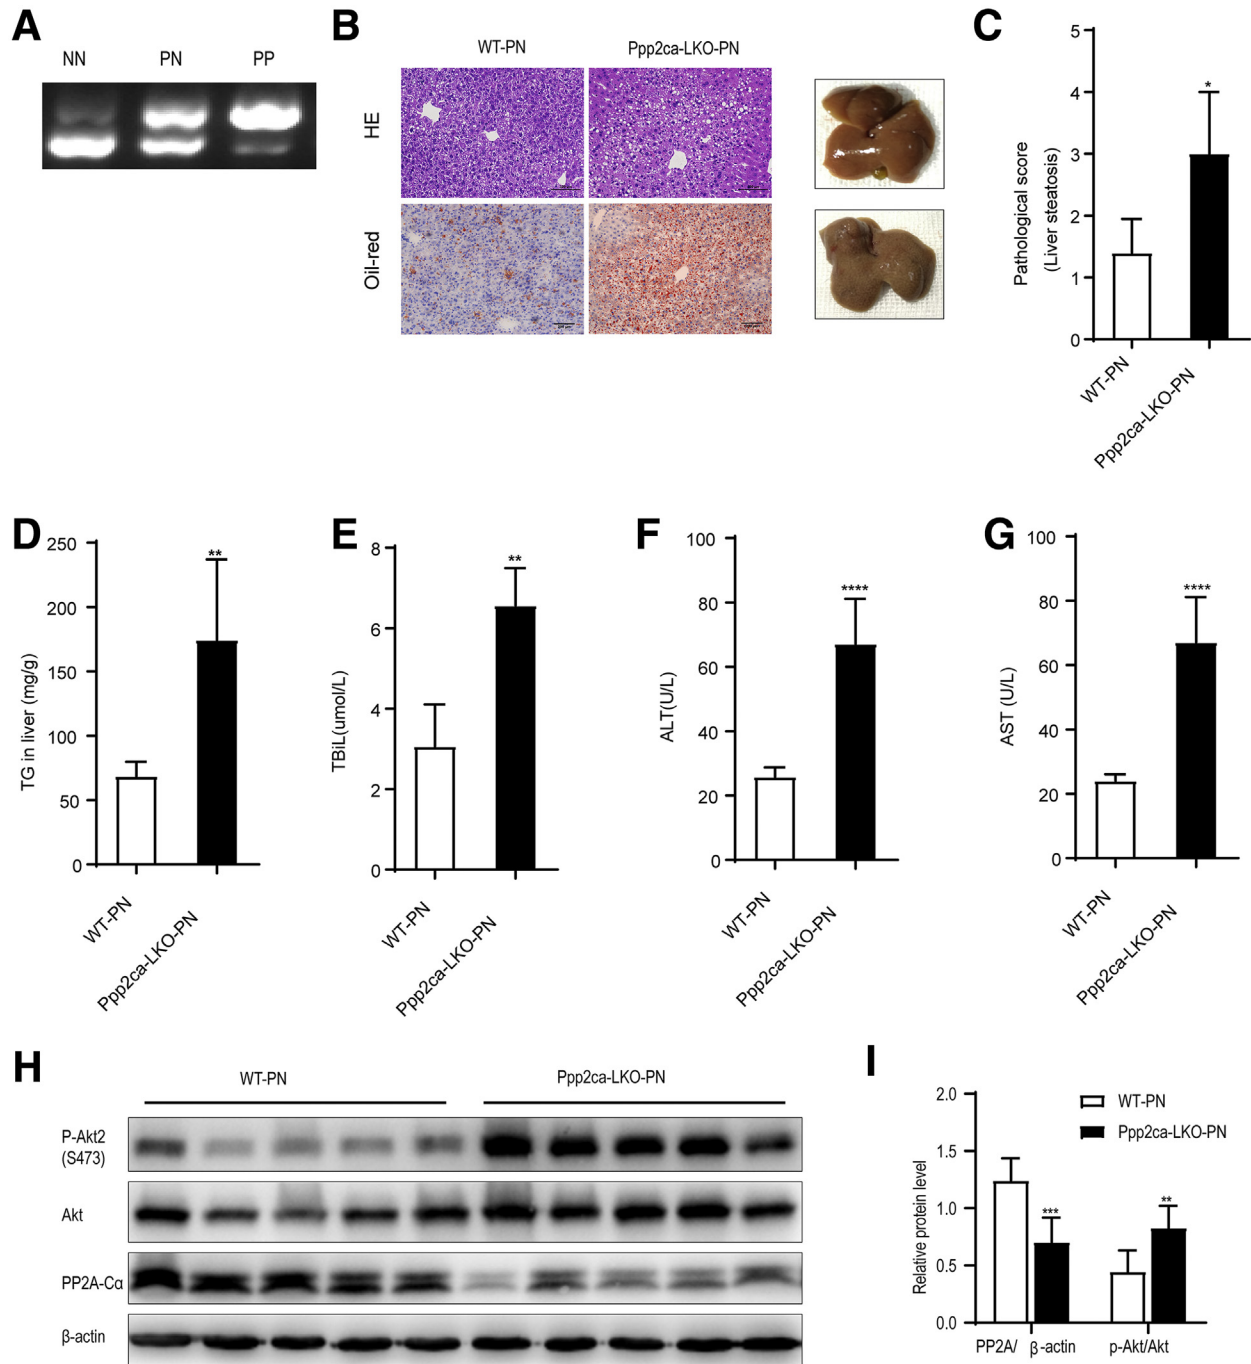 A
NN PN PP
B
WT-PN Ppp2ca-LKO-PN
HE
Oil-red
C
Pathological score
(Liver steatosis)
5
4
3
2
1
0
*
WT-PN
Ppp2ca-LKO-PN
D
TG in liver (mg/g)
250
200
150
100
50
0
**
WT-PN
Ppp2ca-LKO-PN
E
TBiL(umol/L)
8
6
4
2
0
**
WT-PN
Ppp2ca-LKO-PN
F
ALT(U/L)
100
80
60
40
20
0
****
WT-PN
Ppp2ca-LKO-PN
G
AST (U/L)
100
80
60
40
20
0
****
WT-PN
Ppp2ca-LKO-PN
H
WT-PN Ppp2ca-LKO-PN
P-Akt2
(S473)
Akt
PP2A-Cα
β-actin
I
Relative protein level
2.0
1.5
1.0
0.5
0.0
WT-PN
Ppp2ca-LKO-PN
***
**
PP2A/ β-actin p-Akt/Akt